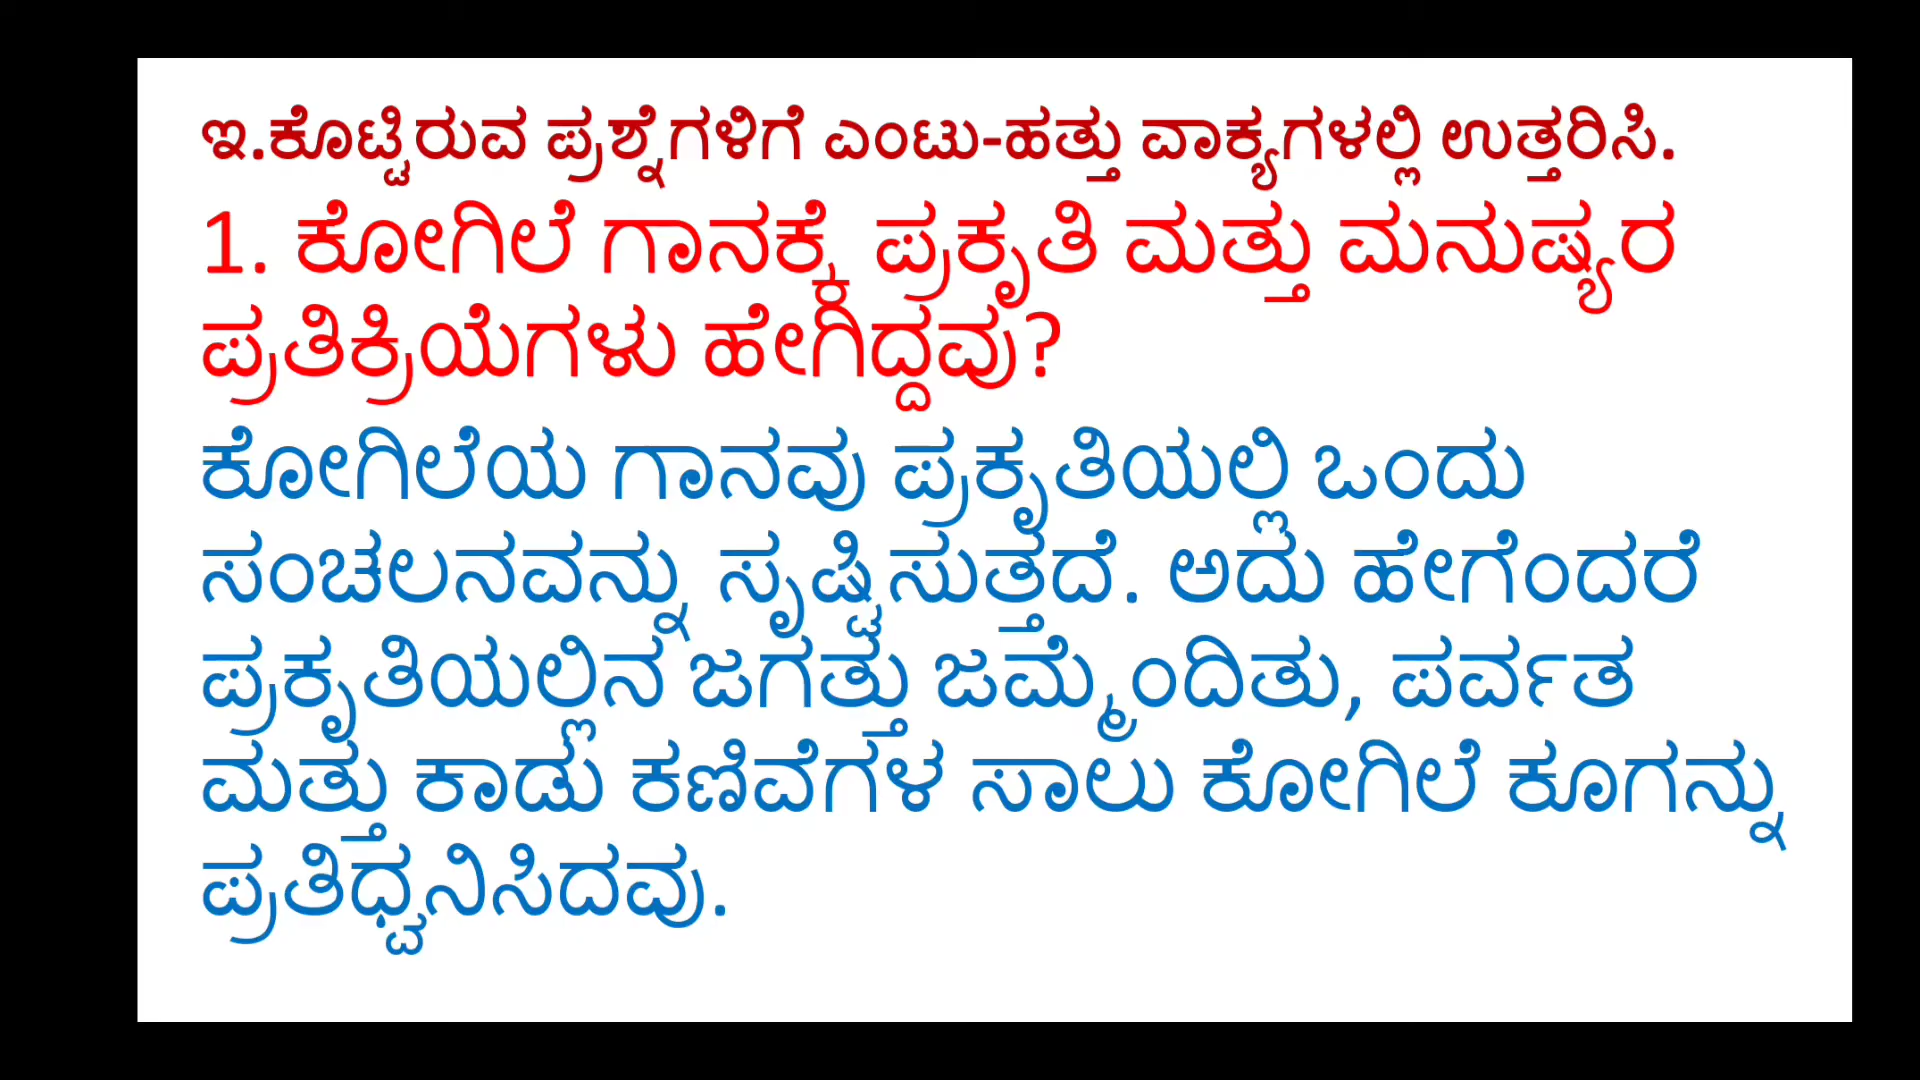 ಇ.ಕೊಟ್ಟಿರುವ ಪ್ರಶ್ನೆಗಳಿಗೆ ಎಂಟು-ಹತ್ತು ವಾಕ್ಯಗಳಲ್ಲಿ ಉತ್ತರಿಸಿ.
1. ಕೋಗಿಲೆ ಗಾನಕ್ಕೆ ಪ್ರಕೃತಿ ಮತ್ತು ಮನುಷ್ಯರ
ಪ್ರತಿಕ್ರಿಯೆಗಳು ಹೇಗಿದ್ದವು?
ಕೋಗಿಲೆಯ ಗಾನವು ಪ್ರಕೃತಿಯಲ್ಲಿ ಒಂದು
ಸಂಚಲನವನ್ನು ಸೃಷ್ಟಿಸುತ್ತದೆ. ಅದು ಹೇಗೆಂದರೆ
ಪ್ರಕೃತಿಯಲ್ಲಿನ ಜಗತ್ತು ಜಮ್ಮೆಂದಿತು, ಪರ್ವತ
ಮತ್ತು ಕಾಡು ಕಣಿವೆಗಳ ಸಾಲು ಕೋಗಿಲೆ ಕೂಗನ್ನು
ಪ್ರತಿಧ್ವನಿಸಿದವು.